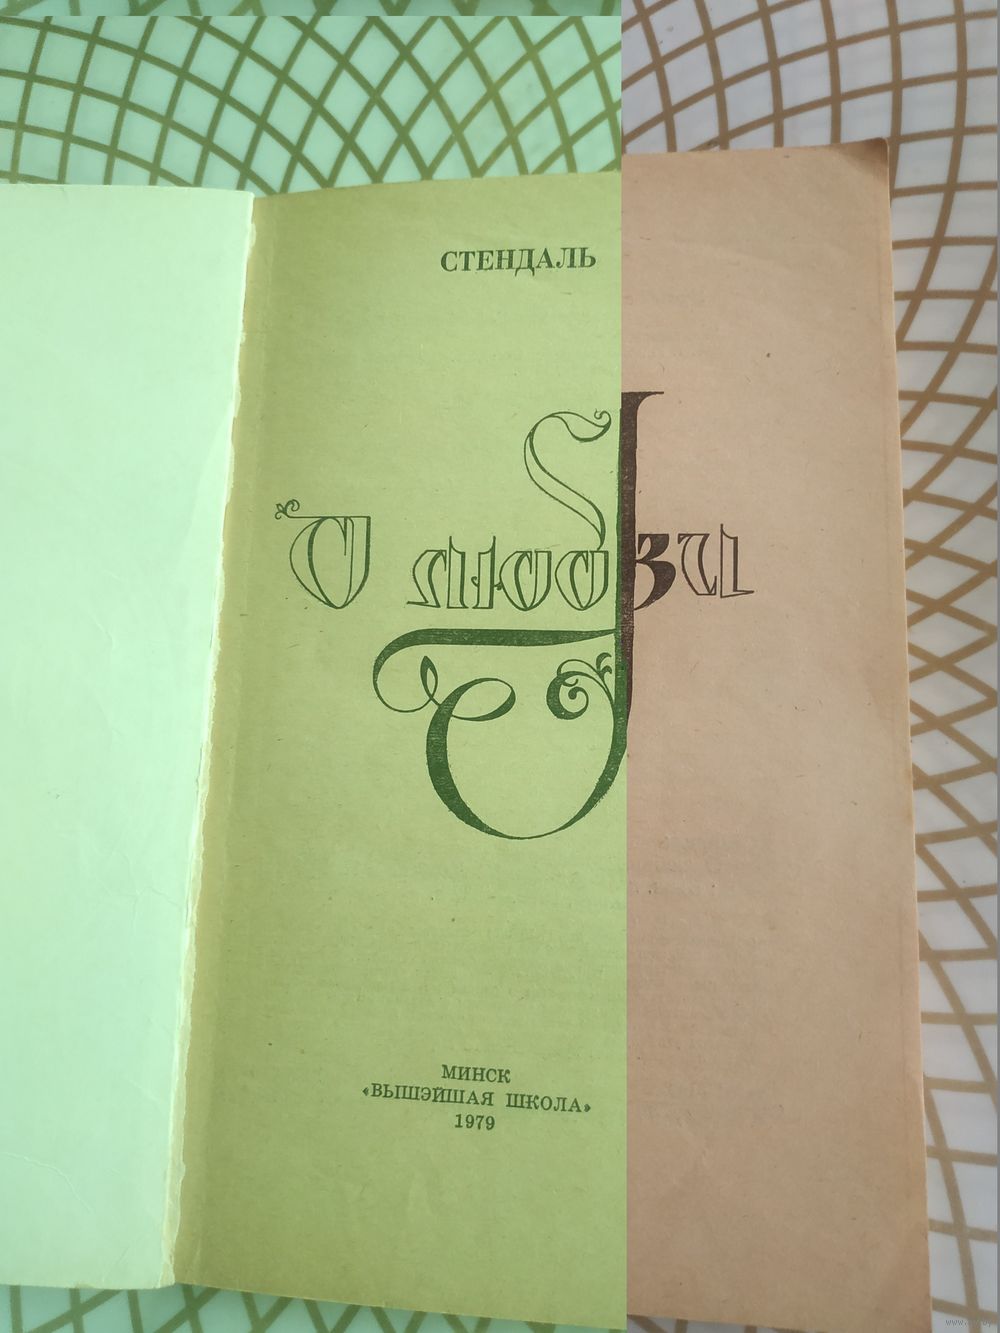 СТЕНДАЛЬ
О любви
МИНСК
«ВЫШЭЙШАЯ ШКОЛА»
1979